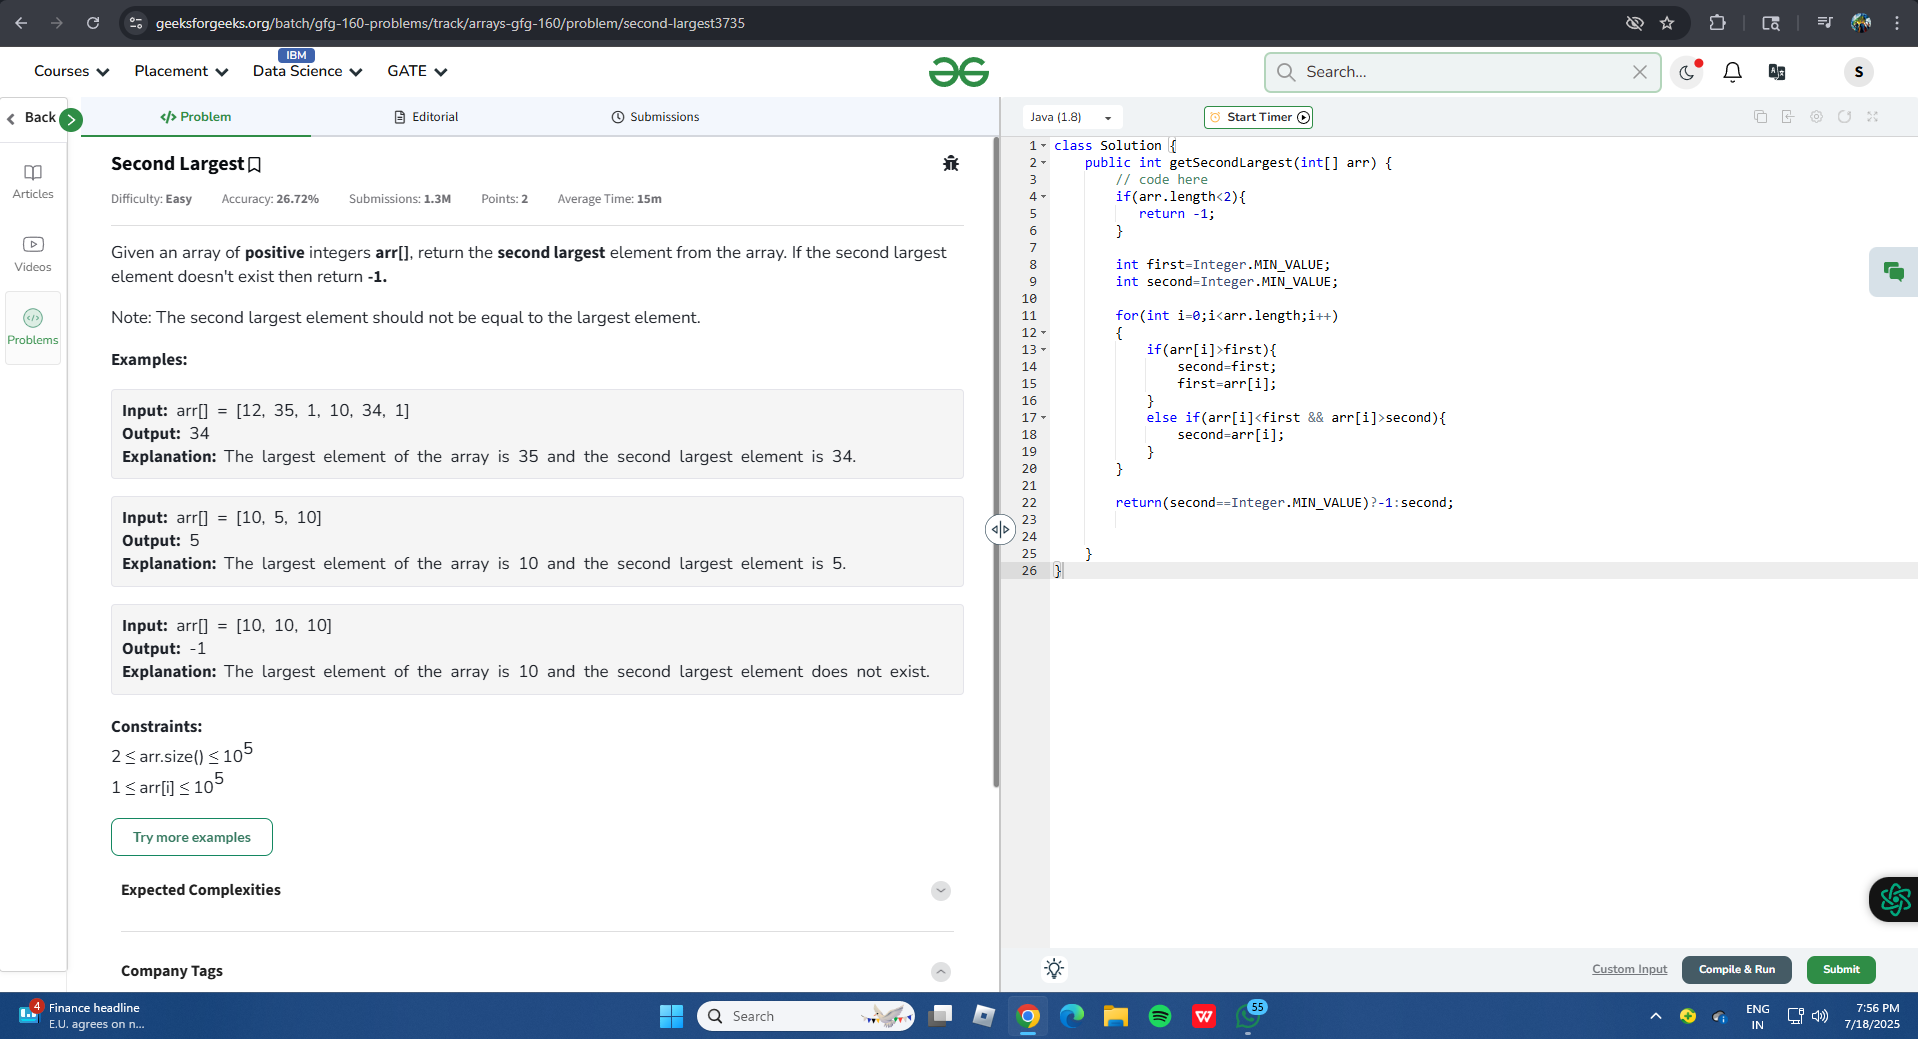 geeksforgeeks.org/batch/gfg-160-problems/track/arrays-gfg-160/problem/second-largest3735
Courses
Placement
IBM
Data Science
GATE
Search...
S
Back
Problem
Editorial
Submissions
Articles
Videos
Problems
Second Largest
Difficulty: Easy Accuracy: 26.72% Submissions: 1.3M Points: 2 Average Time: 15m
Given an array of positive integers arr[], return the second largest element from the array. If the second largest
element doesn't exist then return -1.
Note: The second largest element should not be equal to the largest element.
Examples:
Input: arr[] = [12, 35, 1, 10, 34, 1]
Output: 34
Explanation: The largest element of the array is 35 and the second largest element is 34.
Input: arr[] = [10, 5, 10]
Output: 5
Explanation: The largest element of the array is 10 and the second largest element is 5.
Input: arr[] = [10, 10, 10]
Output: -1
Explanation: The largest element of the array is 10 and the second largest element does not exist.
Constraints:
2 ≤ arr.size() ≤ 10^5
1 ≤ arr[i] ≤ 10^5
Try more examples
Expected Complexities
Company Tags
Java (1.8)
Start Timer
1 class Solution {
2 public int getSecondLargest(int[] arr) {
3 // code here
4 if(arr.length<2){
5 return -1;
6 }
7
8 int first=Integer.MIN_VALUE;
9 int second=Integer.MIN_VALUE;
10
11 for(int i=0;i<arr.length;i++)
12 {
13 if(arr[i]>first){
14 second=first;
15 first=arr[i];
16 }
17 else if(arr[i]<first && arr[i]>second){
18 second=arr[i];
19 }
20 }
21
22 return(second==Integer.MIN_VALUE)?-1:second;
23
24
25 }
26 }
Custom Input
Compile & Run
Submit
4
Finance headline
E.U. agrees on n...
Search
W
55
ENG
IN
7:56 PM
7/18/2025